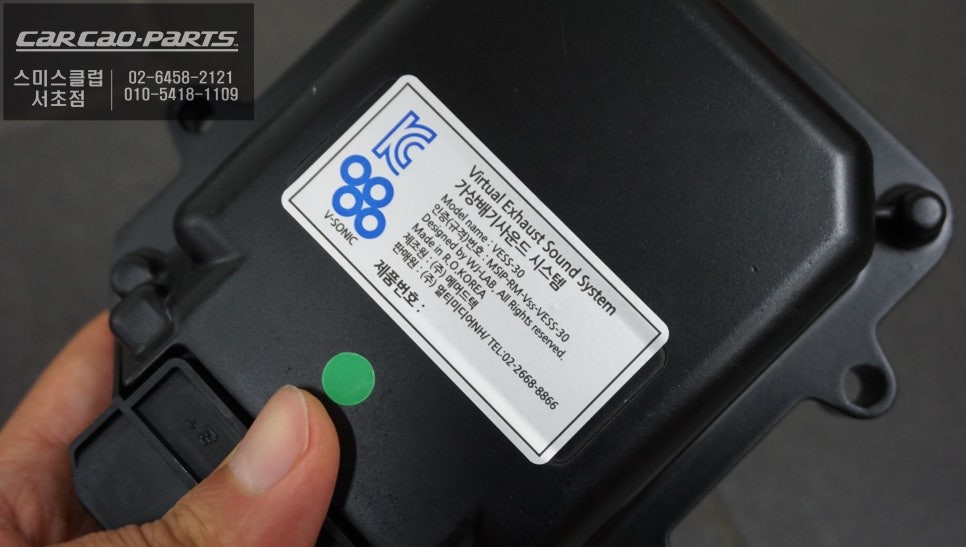 CARCAO-PARTS
스미스클럽
서초점
02-6458-2121
010-5418-1109
V-SONIC
Virtual Exhaust Sound System
가상배기사운드 시스템
Model name : VESS-30
인증(규격)번호 : MSIP-RM-Vss-VESS-30
Designed by WJ-LAB, All Rights reserved.
Made in R.O.KOREA
제조원 : (주) 메머드텍
판매원 : (주) 멀티미디어NH/ TEL:02-2668-8866
제품번호 :